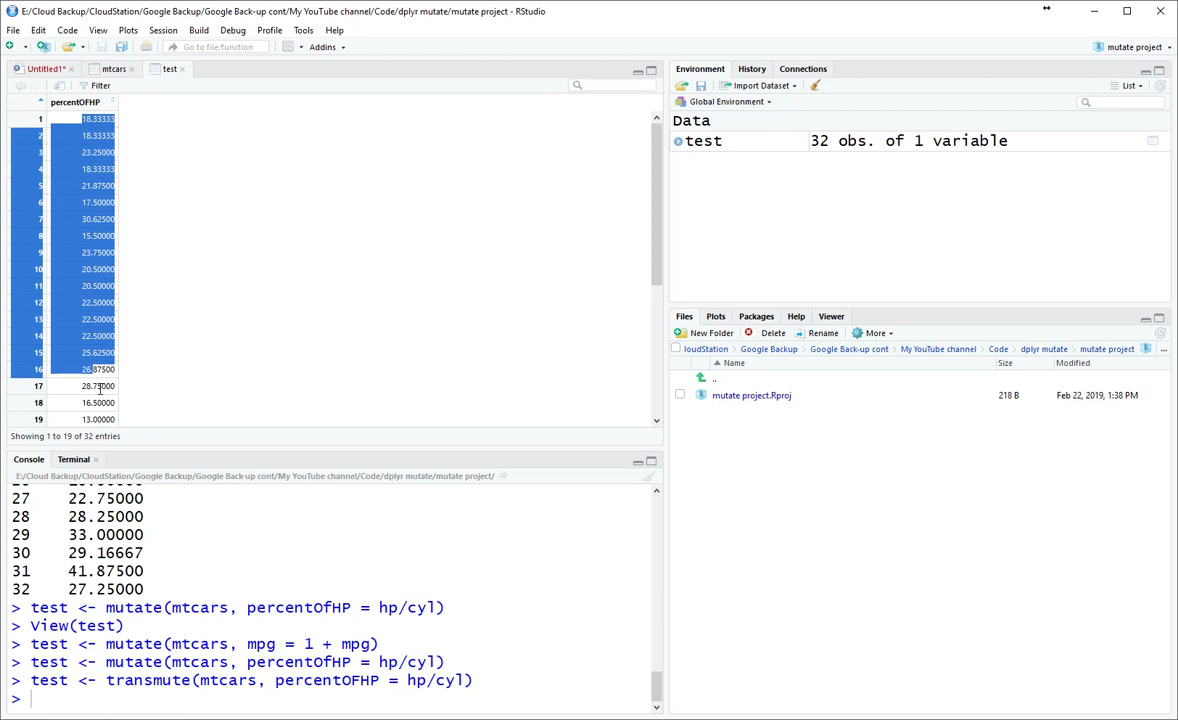 E:/Cloud Backup/CloudStation/Google Backup/Google Back-up cont/My YouTube channel/Code/dplyr mutate/mutate project - RStudio
File Edit Code View Plots Session Build Debug Profile Tools Help
Go to file/function Addins mutate project
Untitled1* mtcars test
Filter
percentOFHP
1 18.33333
2 18.33333
3 23.25000
4 18.33333
5 21.87500
6 17.50000
7 30.62500
8 15.50000
9 23.75000
10 20.50000
11 20.50000
12 22.50000
13 22.50000
14 22.50000
15 25.62500
16 26.87500
17 28.75000
18 16.50000
19 13.00000
Showing 1 to 19 of 32 entries
Console Terminal
E:/Cloud Backup/CloudStation/Google Backup/Google Back-up cont/My YouTube channel/Code/dplyr mutate/mutate project/
27 22.75000
28 28.25000
29 33.00000
30 29.16667
31 41.87500
32 27.25000
> test <- mutate(mtcars, percentOfHP = hp/cyl)
> View(test)
> test <- mutate(mtcars, mpg = 1 + mpg)
> test <- mutate(mtcars, percentOfHP = hp/cyl)
> test <- transmute(mtcars, percentOFHP = hp/cyl)
>
Environment History Connections
Import Dataset List
Global Environment
Data
test 32 obs. of 1 variable
Files Plots Packages Help Viewer
New Folder Delete Rename More
loudStation Google Backup Google Back-up cont My YouTube channel Code dplyr mutate mutate project ...
Name Size Modified
..
mutate project.Rproj 218 B Feb 22, 2019, 1:38 PM